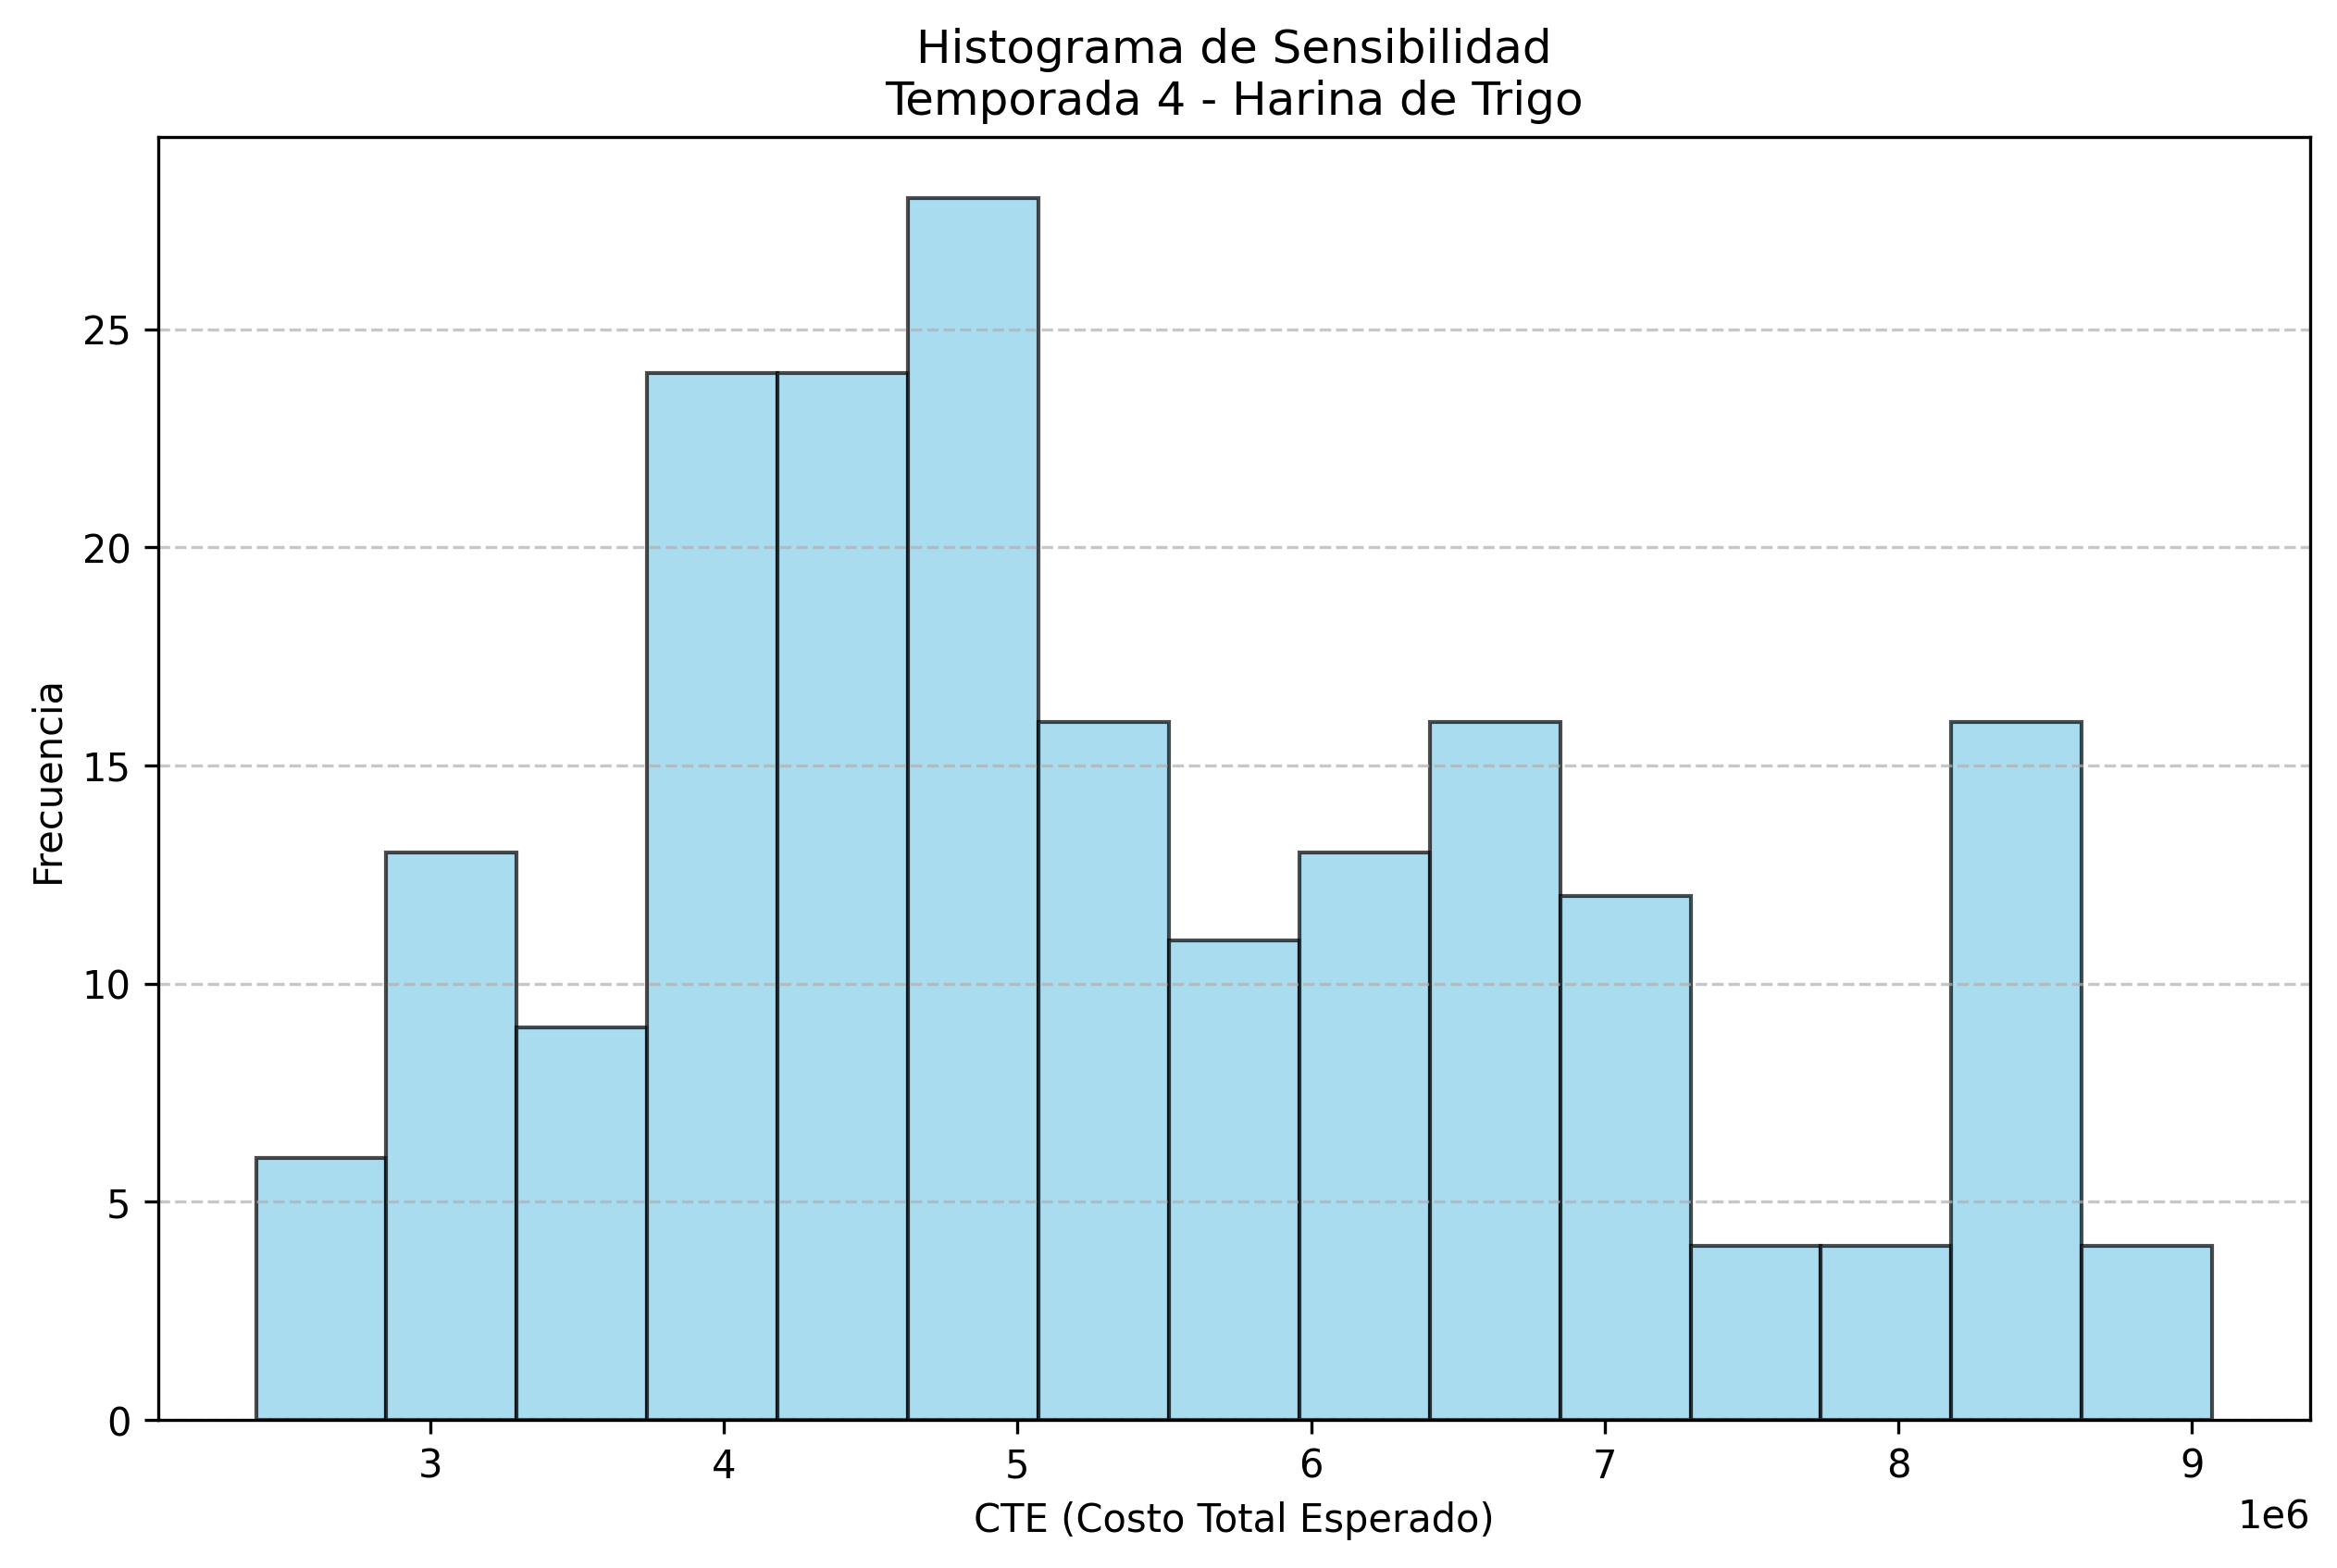 Histograma de Sensibilidad
Temporada 4 - Harina de Trigo
Frecuencia
25
20
15
10
5
0
3 4 5 6 7 8 9
1e6
CTE (Costo Total Esperado)